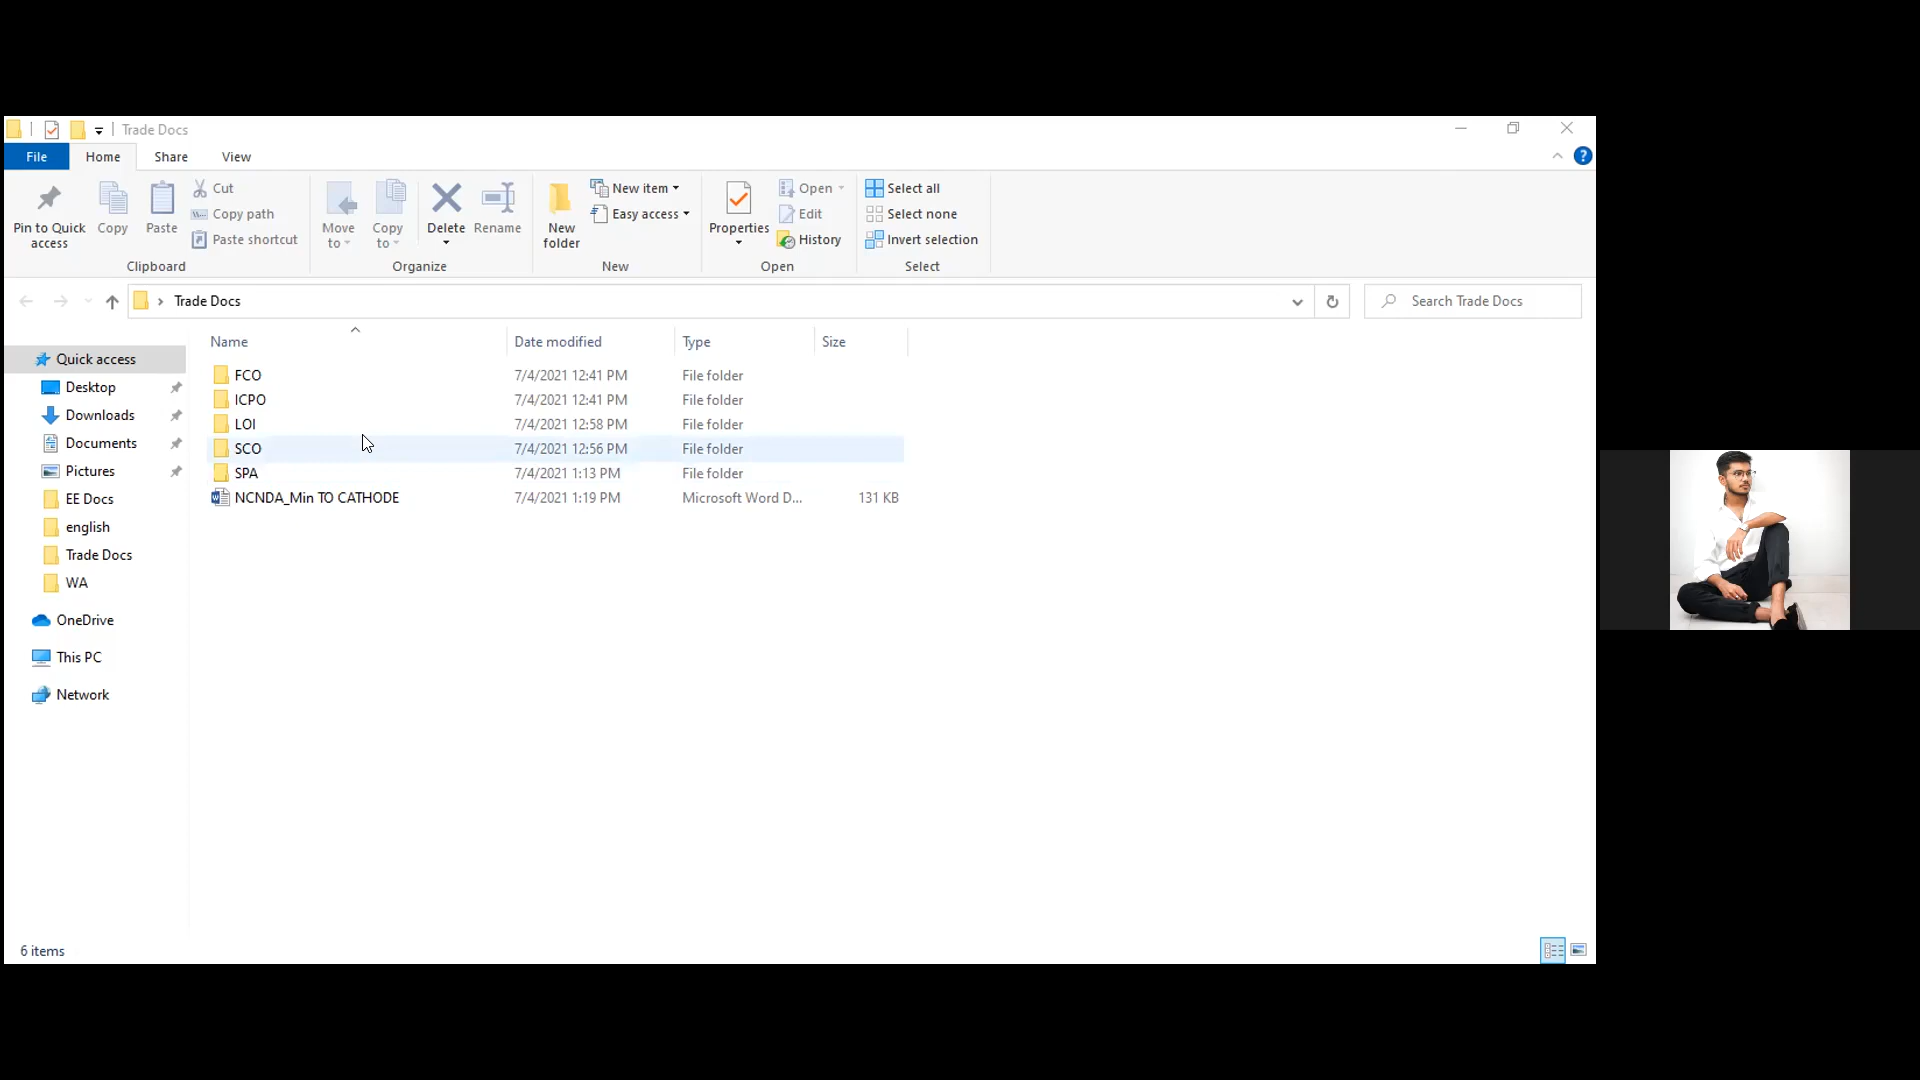 Trade Docs
File Home Share View
Pin to Quick access
Copy
Paste
Cut
Copy path
Paste shortcut
Clipboard
Move to
Copy to
Delete
Rename
Organize
New folder
New item
Easy access
New
Properties
Open
Edit
History
Open
Select all
Select none
Invert selection
Select
Trade Docs
Search Trade Docs
Quick access
Desktop
Downloads
Documents
Pictures
EE Docs
english
Trade Docs
WA
OneDrive
This PC
Network
Name Date modified Type Size
FCO 7/4/2021 12:41 PM File folder
ICPO 7/4/2021 12:41 PM File folder
LOI 7/4/2021 12:58 PM File folder
SCO 7/4/2021 12:56 PM File folder
SPA 7/4/2021 1:13 PM File folder
NCNDA_Min TO CATHODE 7/4/2021 1:19 PM Microsoft Word D... 131 KB
6 items